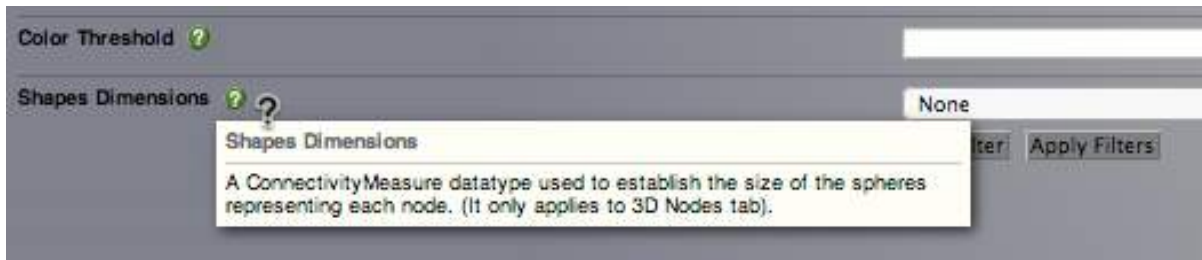 Color Threshold
Shapes Dimensions
None
Shapes Dimensions
Apply Filters
A ConnectivityMeasure datatype used to establish the size of the spheres
representing each node. (It only applies to 3D Nodes tab).